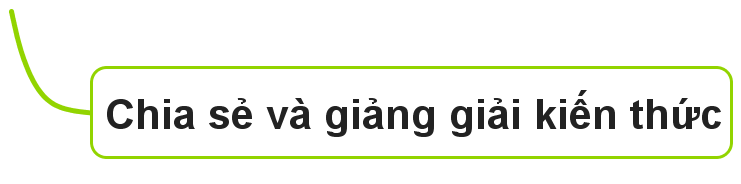 Chia sẻ và giảng giải kiến thức